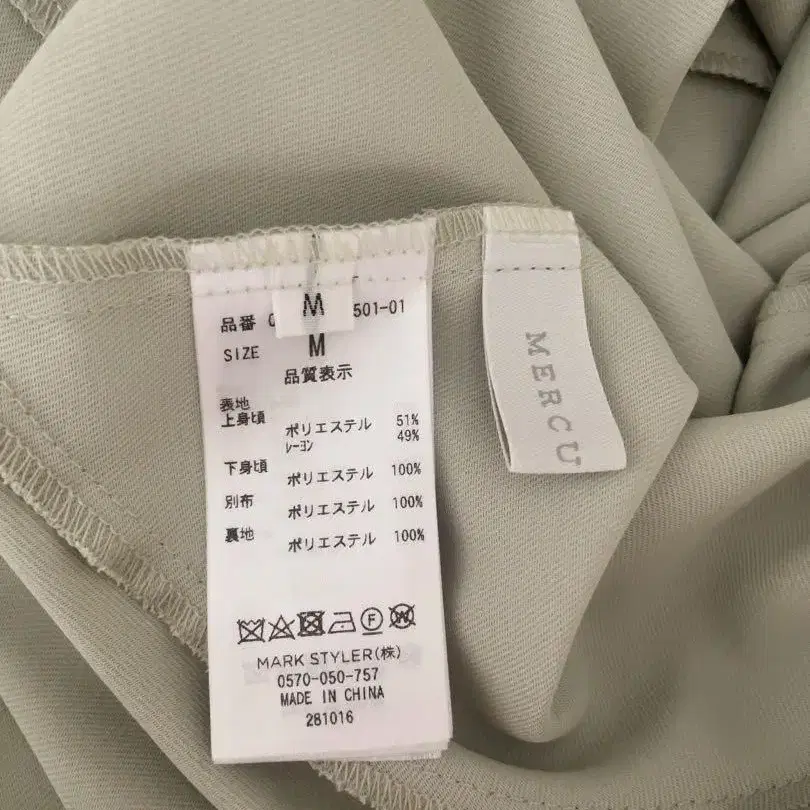 M
品番 501-01
SIZE M
品質表示
表地
上身頃 ポリエステル 51%
レーヨン 49%
下身頃 ポリエステル 100%
別布 ポリエステル 100%
裏地 ポリエステル 100%
MARK STYLER(株)
0570-050-757
MADE IN CHINA
281016
MERCU